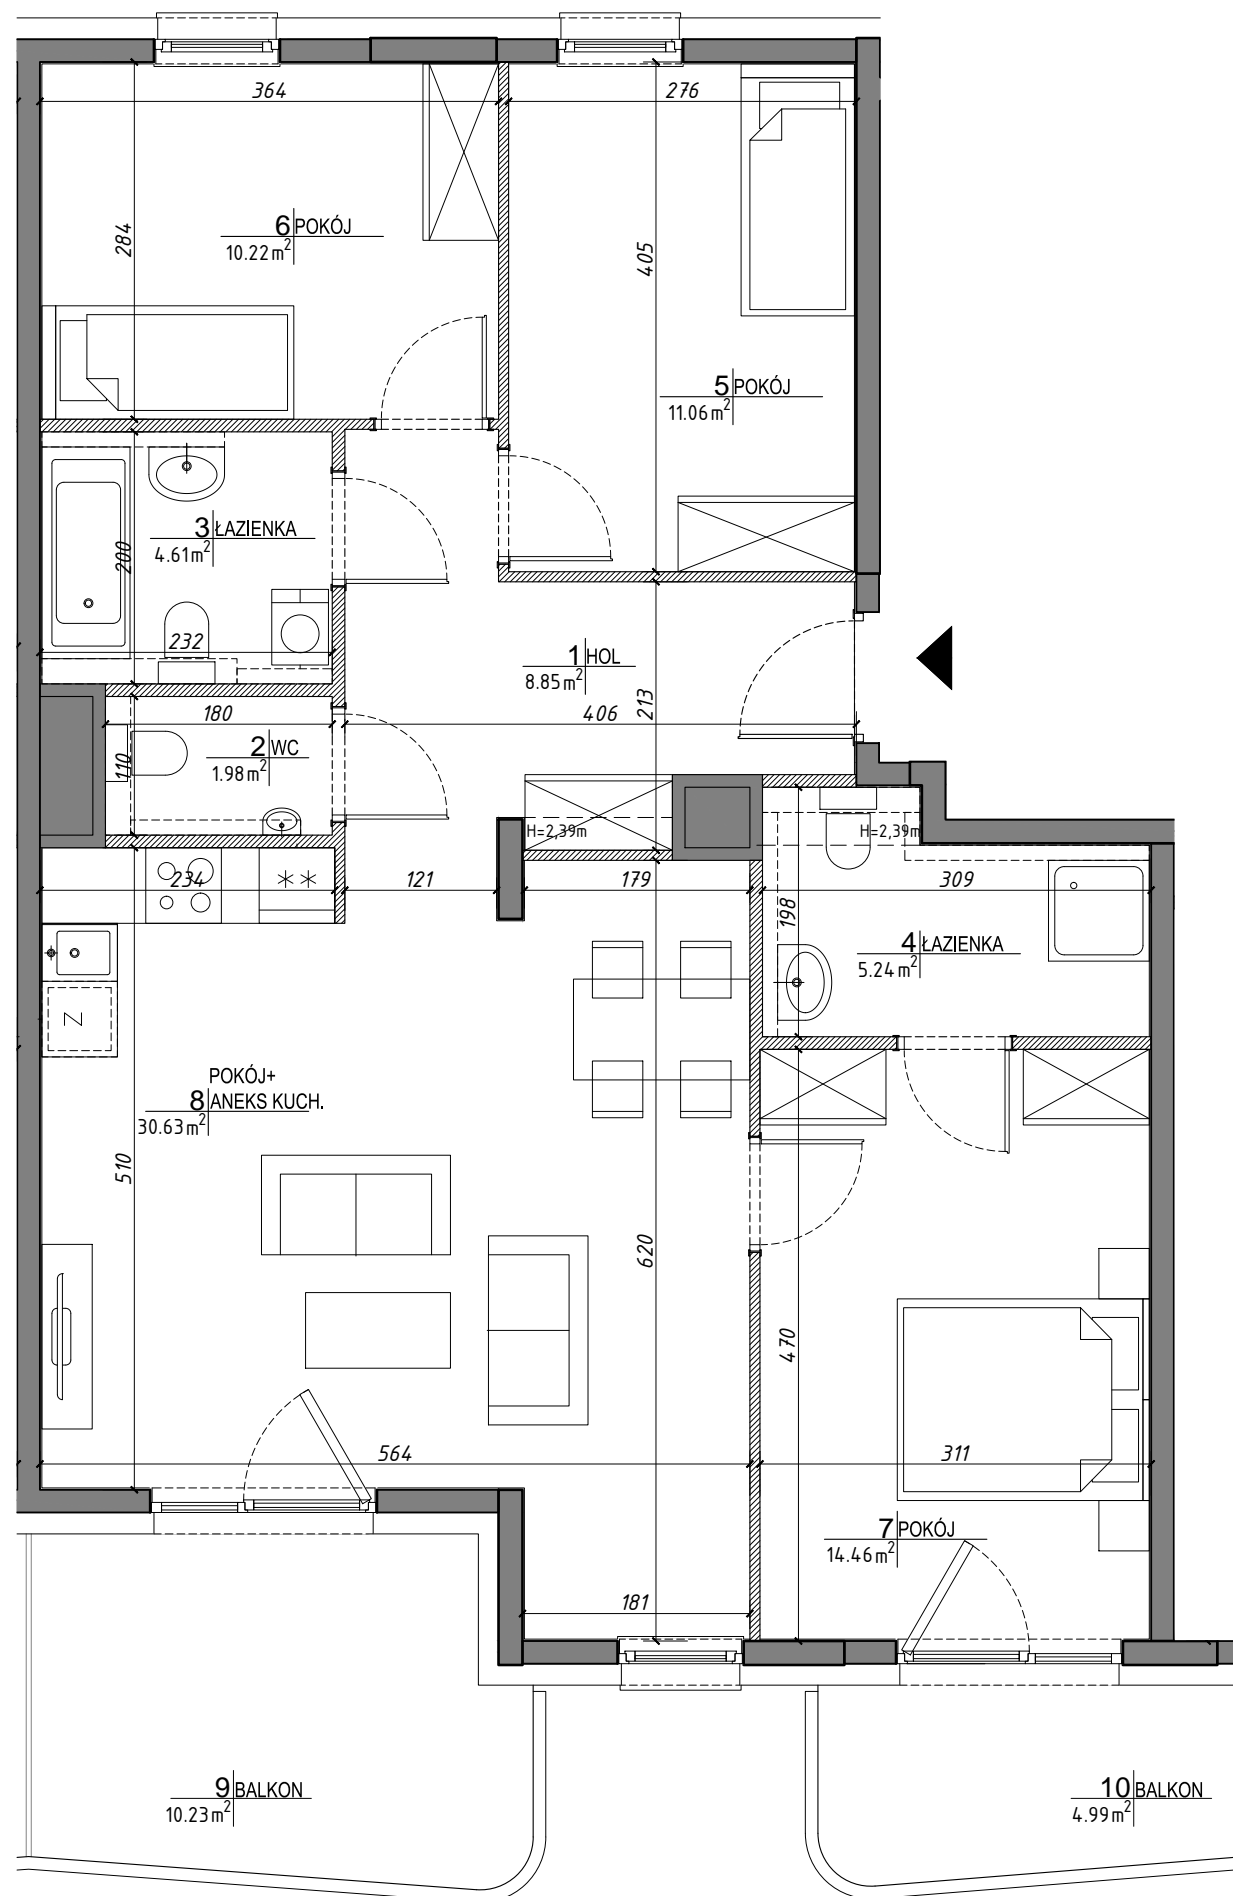 364
276
284
6 POKÓJ
10.22 m²
405
5 POKÓJ
11.06 m²
3 ŁAZIENKA
4.61 m²
200
232
1 HOL
8.85 m²
213
180
406
2 WC
1.98 m²
110
H=2,39m
H=2,39m
234
**
121
179
309
198
4 ŁAZIENKA
5.24 m²
Z
POKÓJ+
8 ANEKS KUCH.
30.63 m²
510
620
470
564
311
7 POKÓJ
14.46 m²
181
9 BALKON
10.23 m²
10 BALKON
4.99 m²